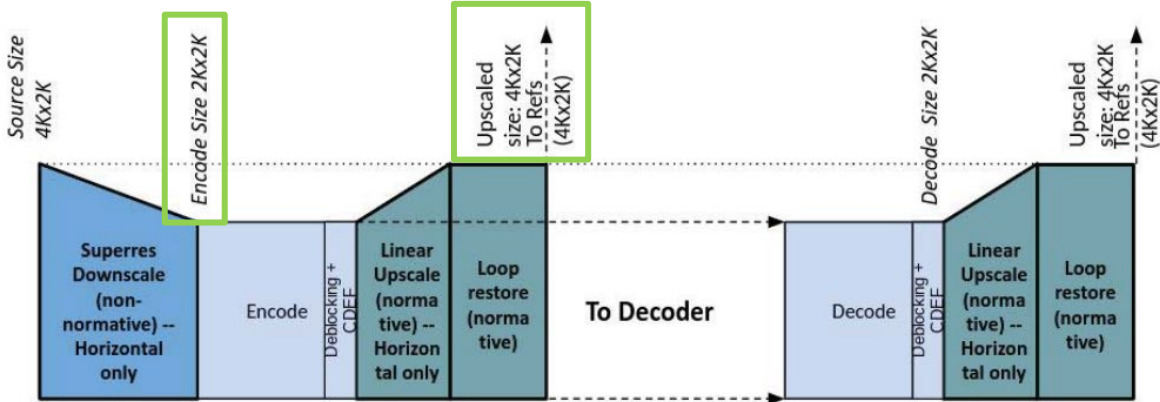 Source Size
4Kx2K
Encode Size 2Kx2K
Upscaled
size: 4Kx2K
To Refs
(4Kx2K)
Decode Size 2Kx2K
Upscaled
size: 4Kx2K
To Refs
(4Kx2K)
Superres
Downscale
(non-
normative) --
Horizontal
only
Encode
Deblocking +
CDEF
Linear
Upscale
(norma
tive) --
Horizon
tal only
Loop
restore
(norma
tive)
To Decoder
Decode
Deblocking +
CDEF
Linear
Upscale
(norma
tive) --
Horizon
tal only
Loop
restore
(norma
tive)